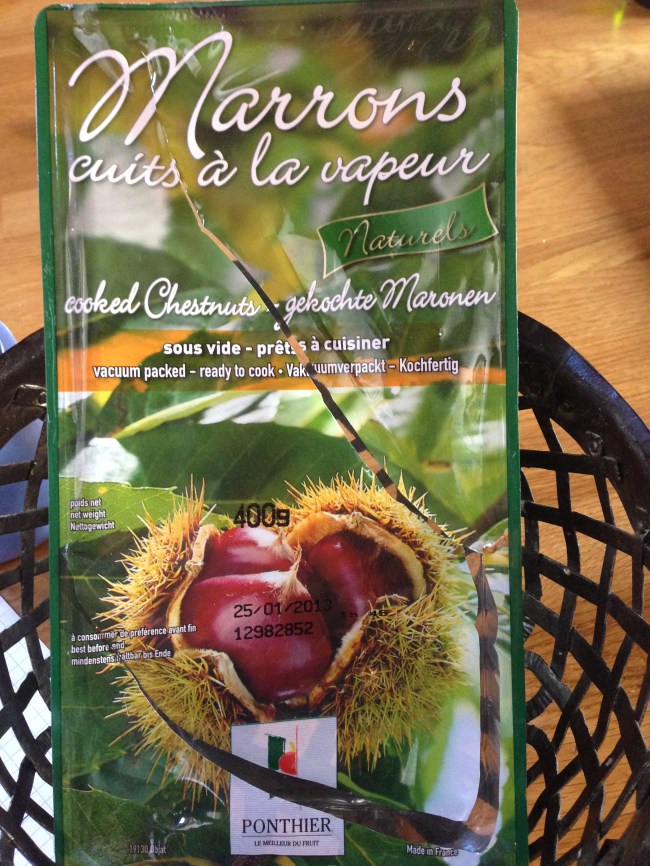 Marrons
cuits à la vapeur
Naturels
cooked Chestnuts - gekochte Maronen
sous vide - prêts à cuisiner
vacuum packed - ready to cook • Vakuumverpackt - Kochfertig
poids net
net weight
Nettogewicht
400g
25/01/2013
12982852
à consommer de préférence avant fin
best before end
mindestens haltbar bis Ende
PONTHIER
LE MEILLEUR DU FRUIT
19130 Objat
Made in France